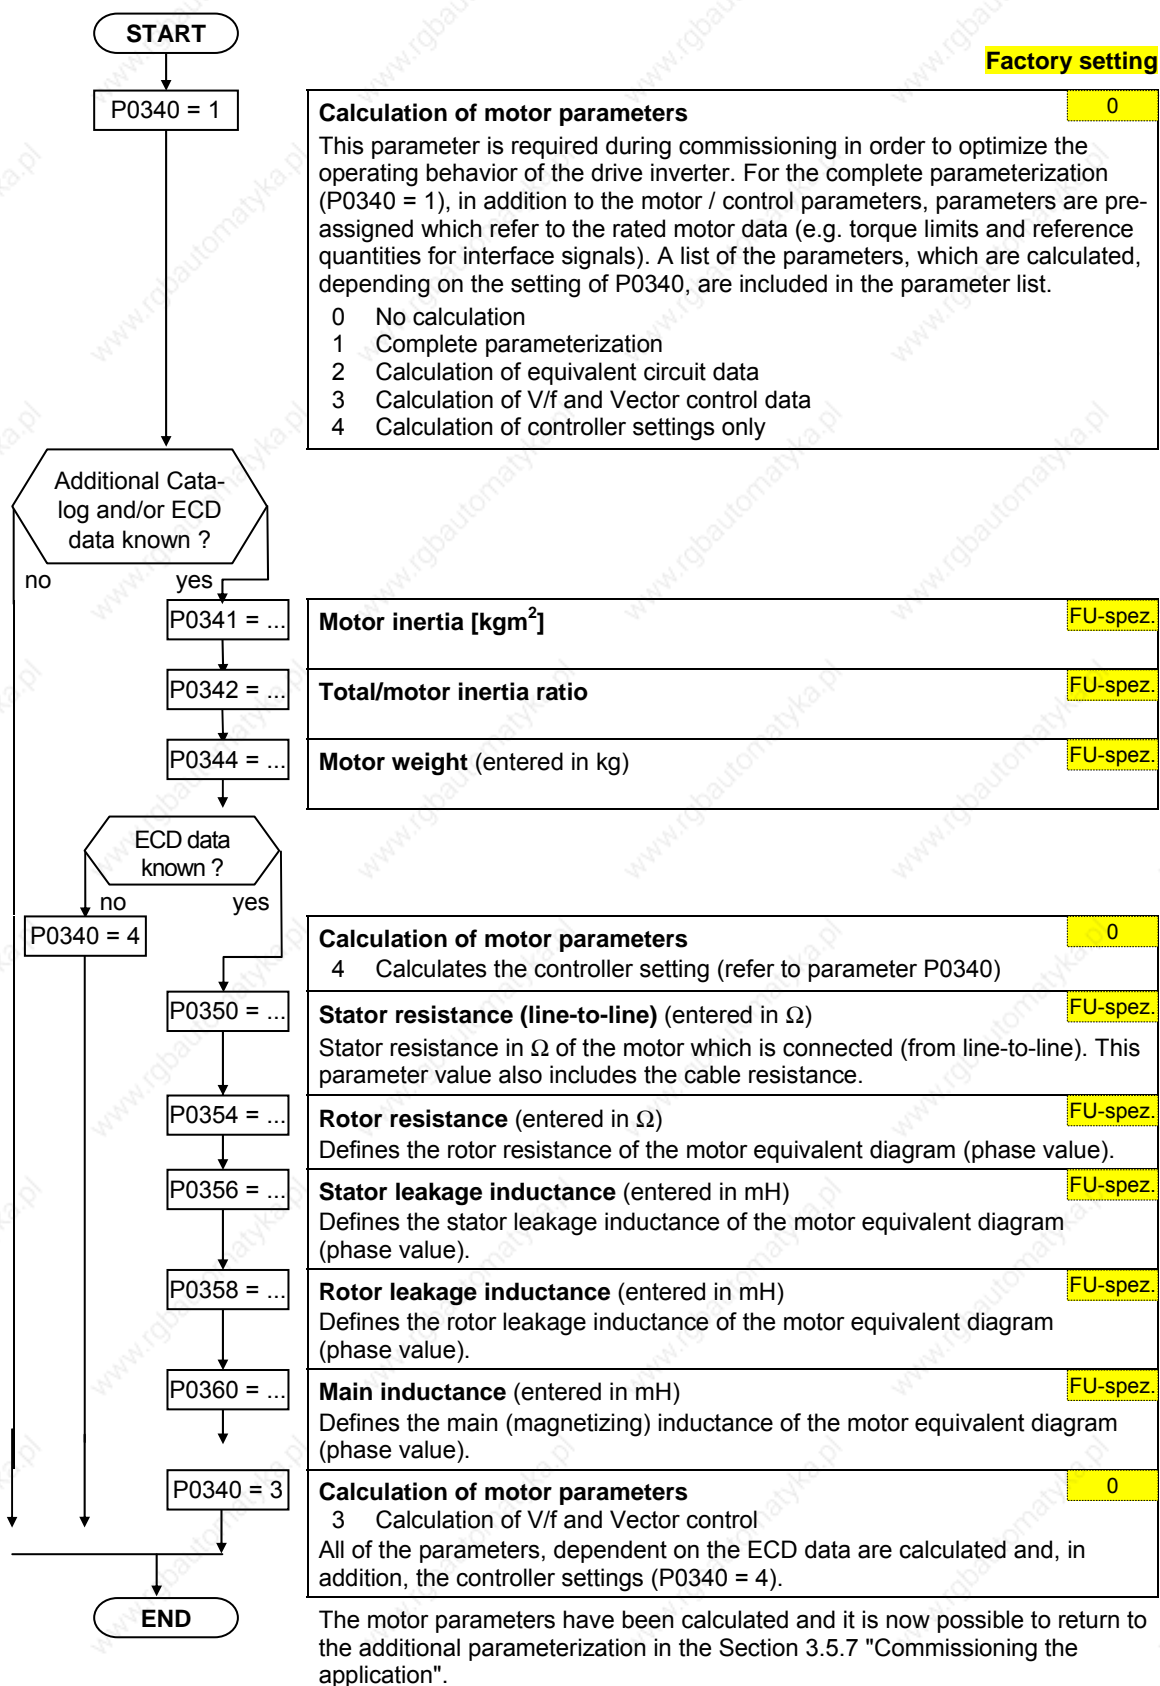 START
Factory setting
P0340 = 1
Calculation of motor parameters
0
This parameter is required during commissioning in order to optimize the
operating behavior of the drive inverter. For the complete parameterization
(P0340 = 1), in addition to the motor / control parameters, parameters are pre-
assigned which refer to the rated motor data (e.g. torque limits and reference
quantities for interface signals). A list of the parameters, which are calculated,
depending on the setting of P0340, are included in the parameter list.
0 No calculation
1 Complete parameterization
2 Calculation of equivalent circuit data
3 Calculation of V/f and Vector control data
4 Calculation of controller settings only
Additional Cata-
log and/or ECD
data known ?
no
yes
P0341 = ...
Motor inertia [kgm²]
FU-spez.
P0342 = ...
Total/motor inertia ratio
FU-spez.
P0344 = ...
Motor weight (entered in kg)
FU-spez.
ECD data
known ?
no
yes
P0340 = 4
Calculation of motor parameters
0
4 Calculates the controller setting (refer to parameter P0340)
P0350 = ...
Stator resistance (line-to-line) (entered in Ω)
FU-spez.
Stator resistance in Ω of the motor which is connected (from line-to-line). This
parameter value also includes the cable resistance.
P0354 = ...
Rotor resistance (entered in Ω)
FU-spez.
Defines the rotor resistance of the motor equivalent diagram (phase value).
P0356 = ...
Stator leakage inductance (entered in mH)
FU-spez.
Defines the stator leakage inductance of the motor equivalent diagram
(phase value).
P0358 = ...
Rotor leakage inductance (entered in mH)
FU-spez.
Defines the rotor leakage inductance of the motor equivalent diagram
(phase value).
P0360 = ...
Main inductance (entered in mH)
FU-spez.
Defines the main (magnetizing) inductance of the motor equivalent diagram
(phase value).
P0340 = 3
Calculation of motor parameters
0
3 Calculation of V/f and Vector control
All of the parameters, dependent on the ECD data are calculated and, in
addition, the controller settings (P0340 = 4).
END
The motor parameters have been calculated and it is now possible to return to
the additional parameterization in the Section 3.5.7 "Commissioning the
application".
www.rgbautomatyka.pl